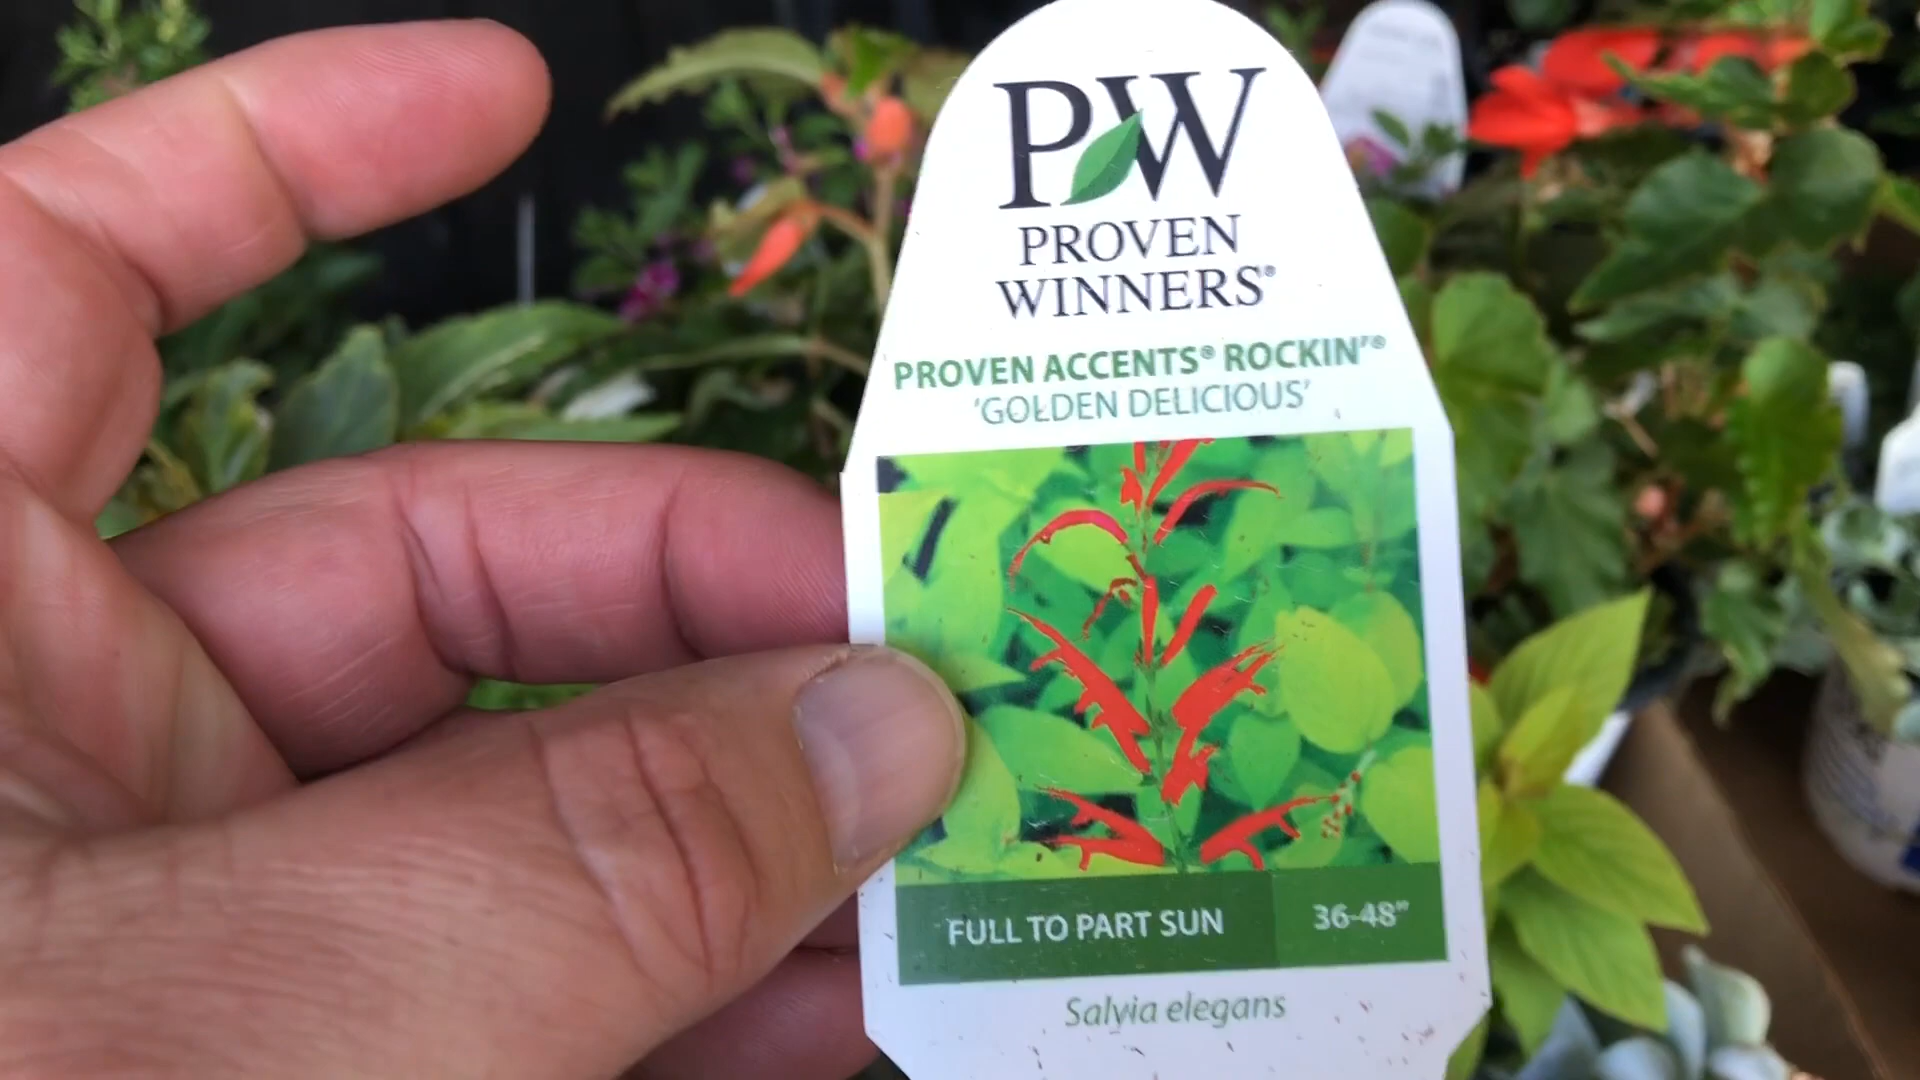 PW
PROVEN
WINNERS®
PROVEN ACCENTS® ROCKIN'®
'GOLDEN DELICIOUS'
FULL TO PART SUN 36-48"
Salvia elegans